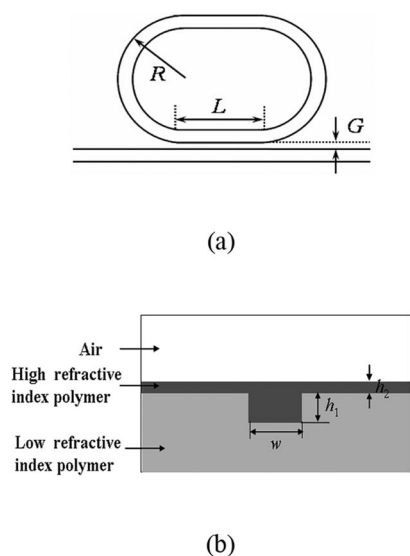 R
L
G
(a)
Air
High refractive
index polymer
h₂
h₁
Low refractive
index polymer
w
(b)